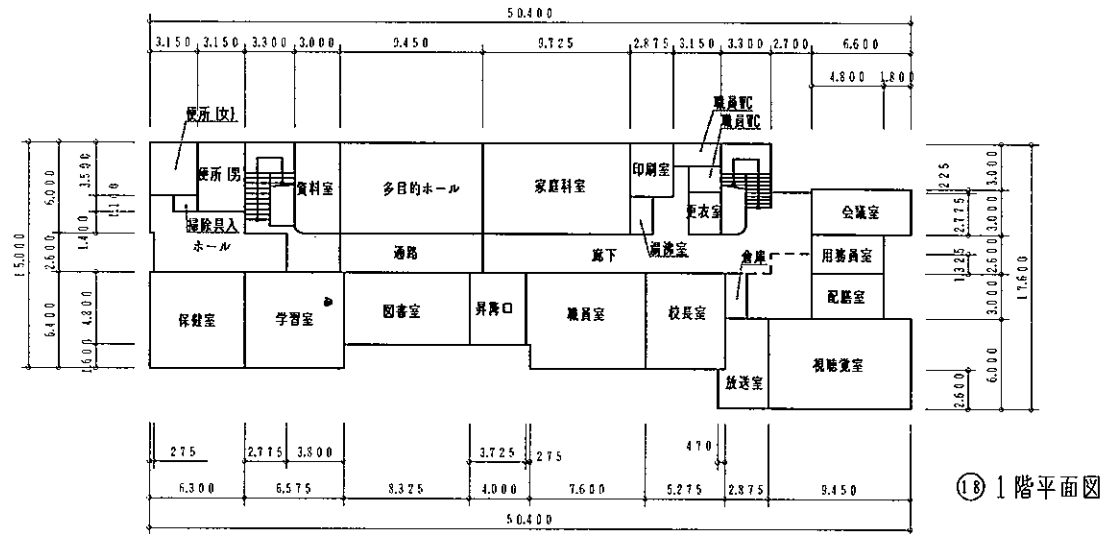 50.400
3.150 3.150 3.300 3.000 9.450 9.725 2.875 3.150 3.300 2.700 6.600
4.800 1.800
職員WC
職員WC
便所(女)
便所(男)
資料室
多目的ホール
家庭科室
印刷室
更衣室
会議室
掃除具入
ホール
通路
廊下
湯沸室
倉庫
用務員室
配膳室
保健室
学習室
図書室
昇降口
職員室
校長室
放送室
視聴覚室
15.000
6.000 2.600 6.400
3.500 1.100 1.400 4.800 1.600
225 2.775 1.325 2.600
3.000 3.000 2.600 3.000 6.000
17.600
275 2.775 3.800 3.725 275 470
6.300 6.575 8.325 4.000 7.600 5.275 2.875 9.450
50.400
⑱ 1階平面図